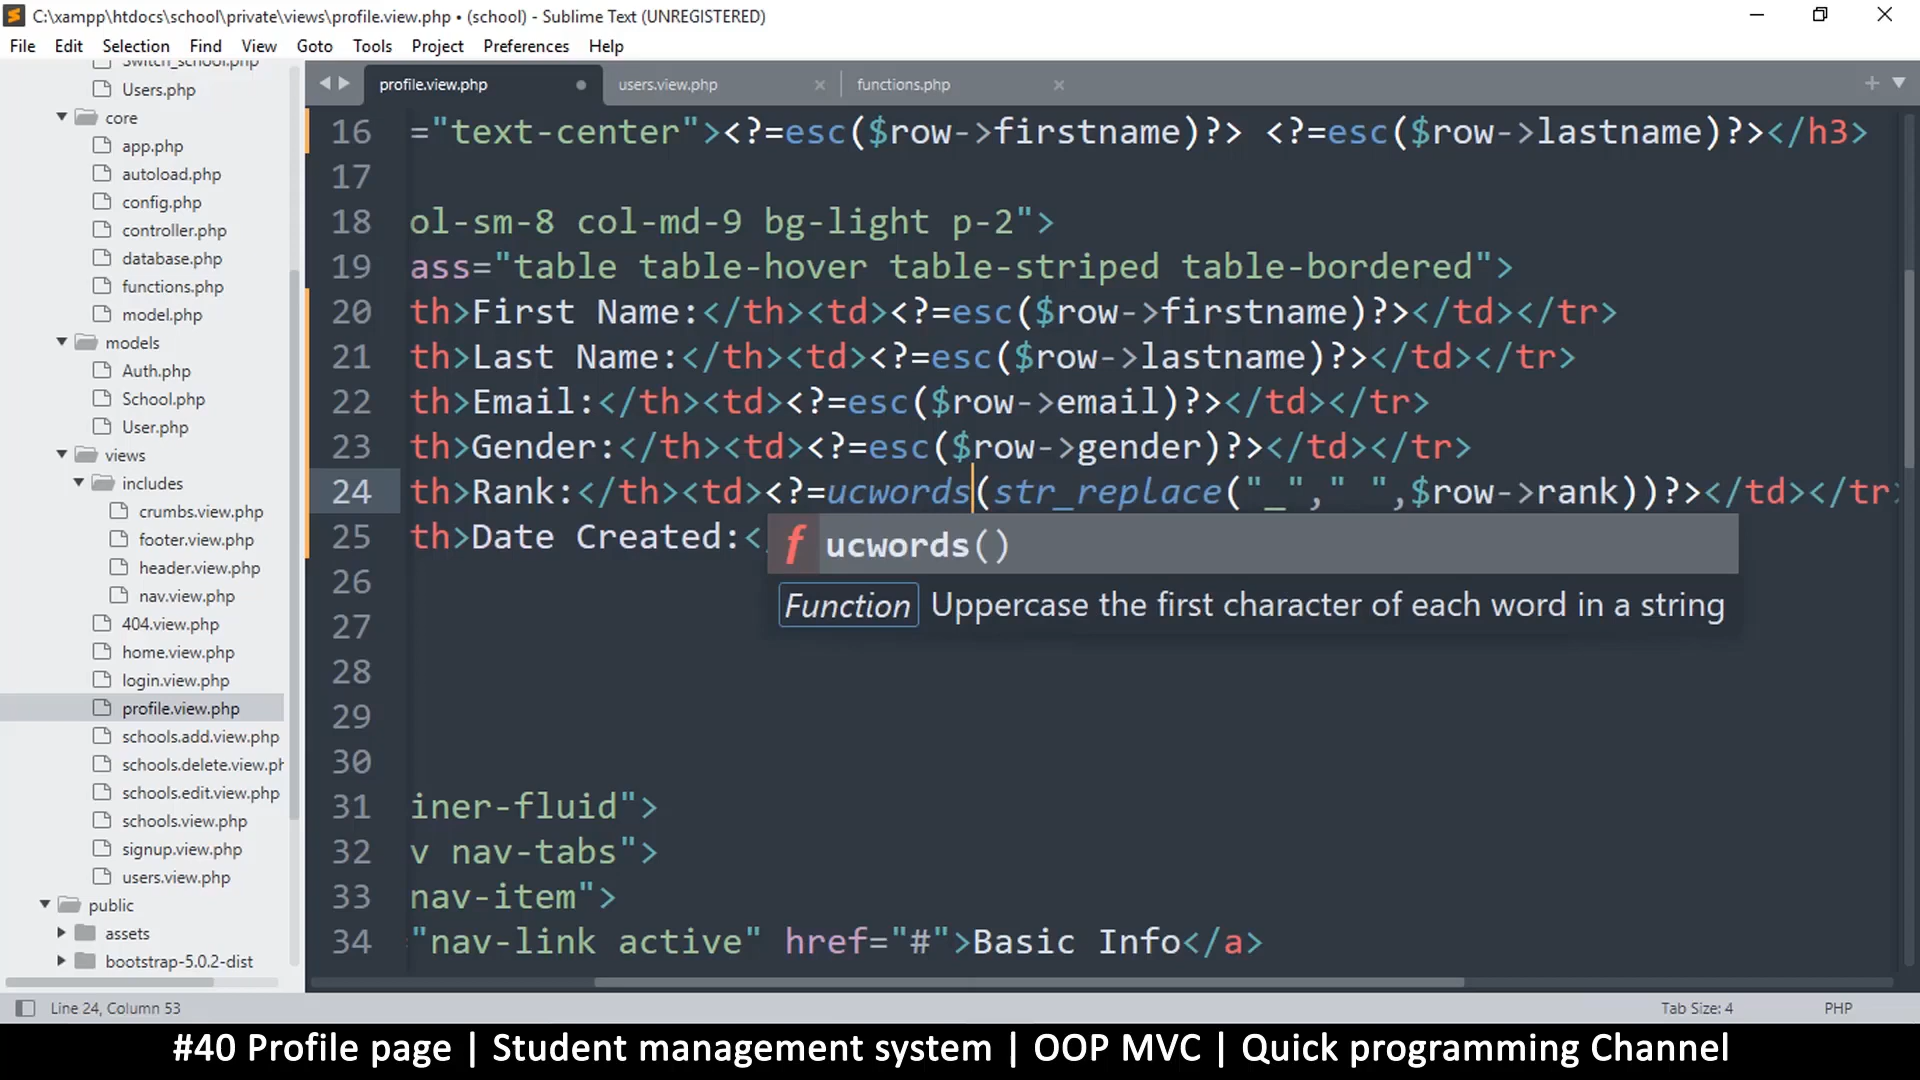 C:\xampp\htdocs\school\private\views\profile.view.php • (school) - Sublime Text (UNREGISTERED)
File Edit Selection Find View Goto Tools Project Preferences Help
Switch_school.php
Users.php
core
app.php
autoload.php
config.php
controller.php
database.php
functions.php
model.php
models
Auth.php
School.php
User.php
views
includes
crumbs.view.php
footer.view.php
header.view.php
nav.view.php
404.view.php
home.view.php
login.view.php
profile.view.php
schools.add.view.php
schools.delete.view.ph
schools.edit.view.php
schools.view.php
signup.view.php
users.view.php
public
assets
bootstrap-5.0.2-dist
profile.view.php users.view.php functions.php
16 ="text-center"><?=esc($row->firstname)?> <?=esc($row->lastname)?></h3>
17
18 ol-sm-8 col-md-9 bg-light p-2">
19 ass="table table-hover table-striped table-bordered">
20 th>First Name:</th><td><?=esc($row->firstname)?></td></tr>
21 th>Last Name:</th><td><?=esc($row->lastname)?></td></tr>
22 th>Email:</th><td><?=esc($row->email)?></td></tr>
23 th>Gender:</th><td><?=esc($row->gender)?></td></tr>
24 th>Rank:</th><td><?=ucwords(str_replace("_"," ",$row->rank))?></td></tr>
25 th>Date Created:<
f ucwords()
Function Uppercase the first character of each word in a string
26
27
28
29
30
31 iner-fluid">
32 v nav-tabs">
33 nav-item">
34 "nav-link active" href="#">Basic Info</a>
Line 24, Column 53 Tab Size: 4 PHP
#40 Profile page | Student management system | OOP MVC | Quick programming Channel